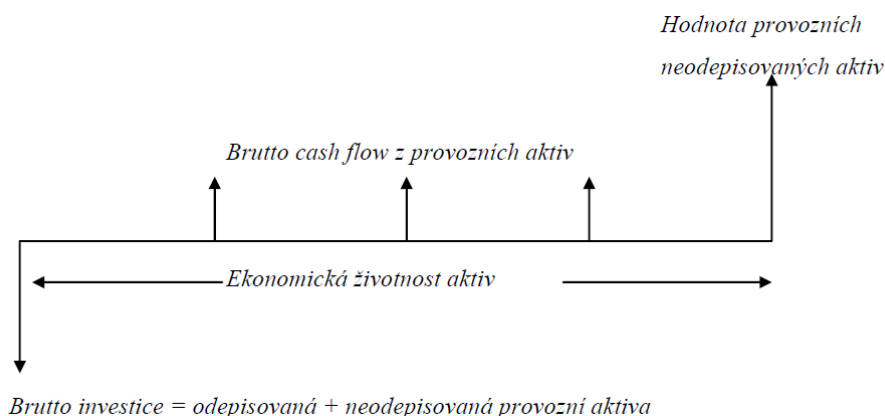 Hodnota provozních
neodepisovaných aktiv
Brutto cash flow z provozních aktiv
Ekonomická životnost aktiv
Brutto investice = odepisovaná + neodepisovaná provozní aktiva